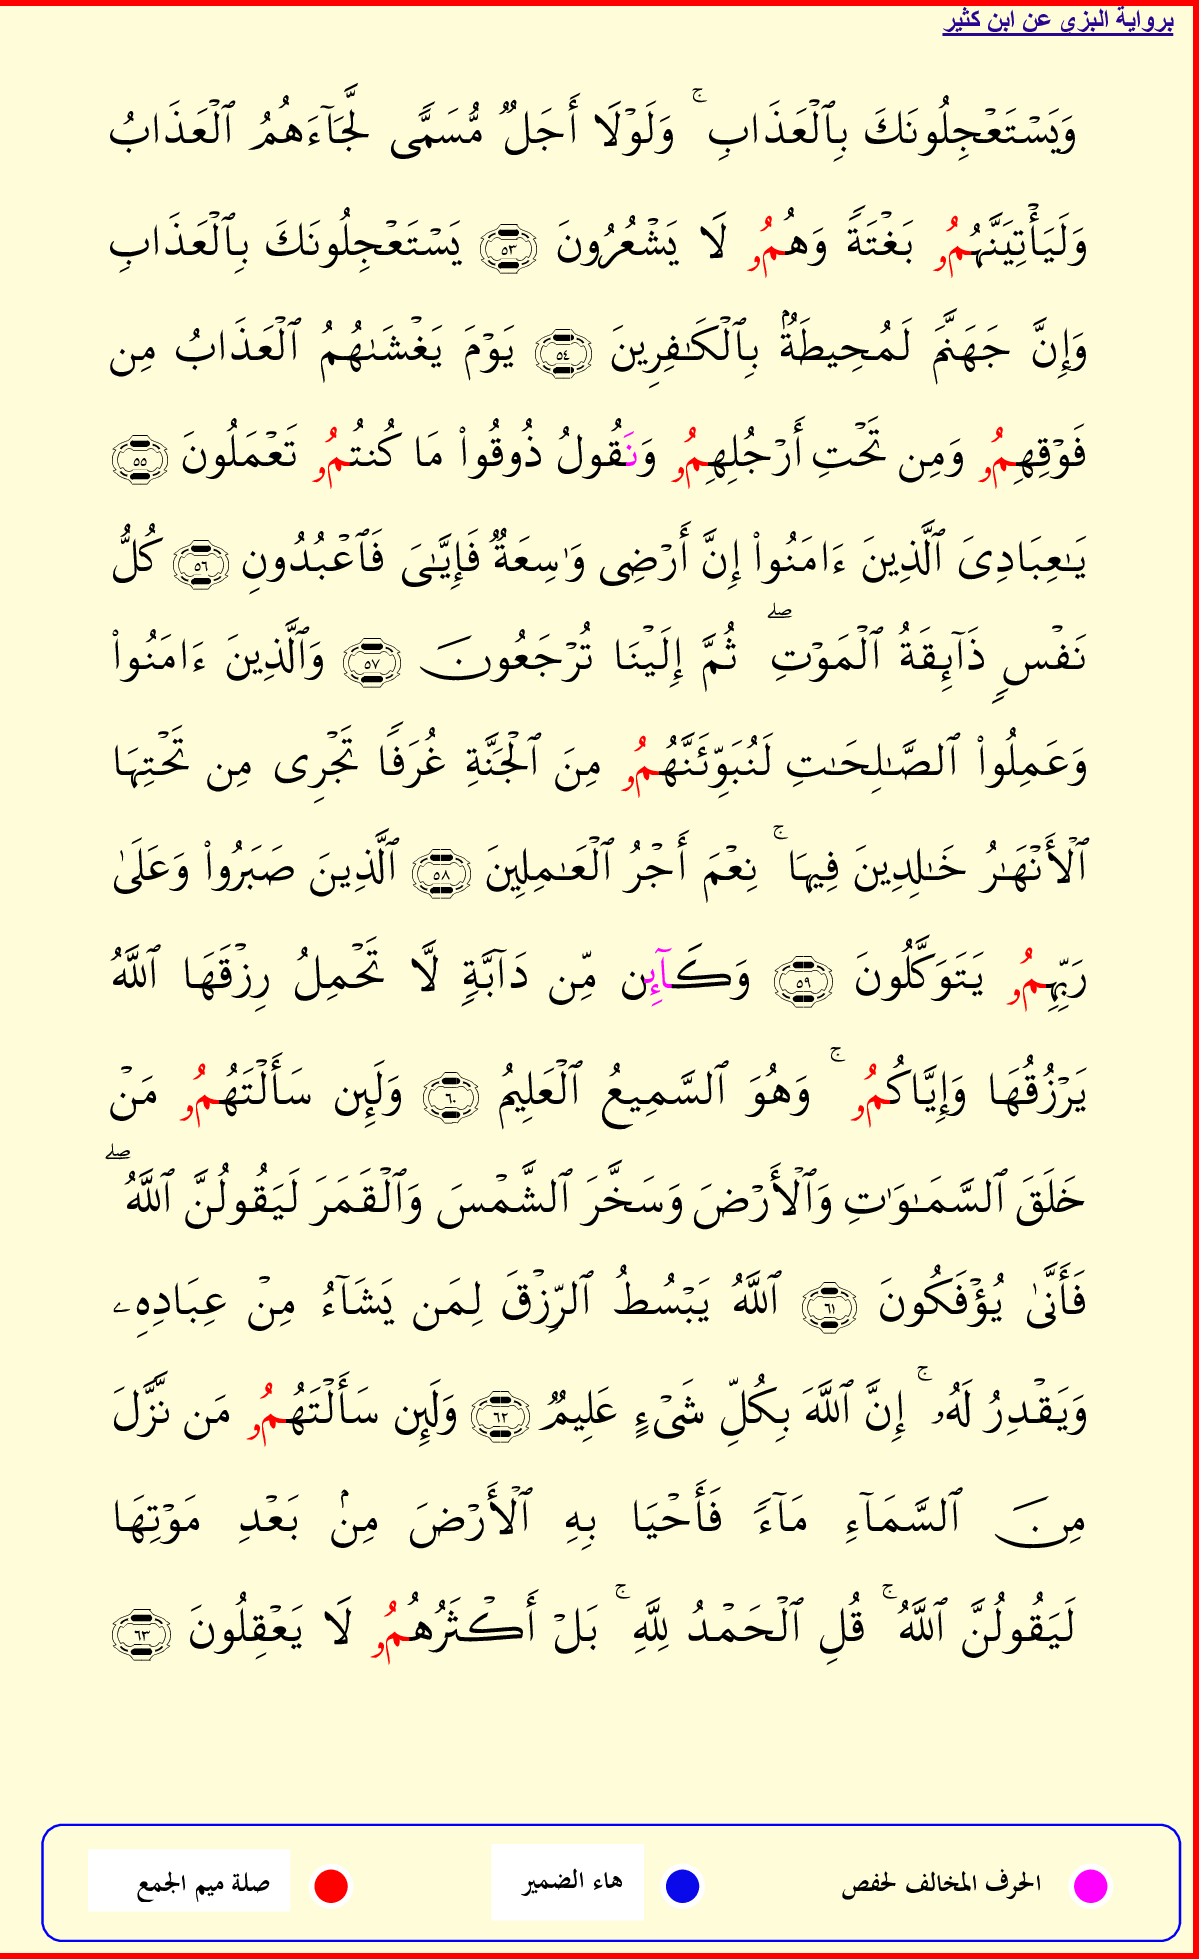 برواية البزي عن ابن كثير
وَيَسۡتَعۡجِلُونَكَ بِٱلۡعَذَابِ ۚ وَلَوۡلَا أَجَلٞ مُّسَمّٗى لَّجَآءَهُمُ ٱلۡعَذَابُ
وَلَيَأۡتِيَنَّهُمُۥ بَغۡتَةٗ وَهُمُۥ لَا يَشۡعُرُونَ ٥٣ يَسۡتَعۡجِلُونَكَ بِٱلۡعَذَابِ
وَإِنَّ جَهَنَّمَ لَمُحِيطَةُۢ بِٱلۡكَٰفِرِينَ ٥٤ يَوۡمَ يَغۡشَىٰهُمُ ٱلۡعَذَابُ مِن
فَوۡقِهِمُۥ وَمِن تَحۡتِ أَرۡجُلِهِمُۥ وَنَقُولُ ذُوقُواْ مَا كُنتُمُۥ تَعۡمَلُونَ ٥٥
يَٰعِبَادِىَ ٱلَّذِينَ ءَامَنُواْ إِنَّ أَرۡضِى وَٰسِعَةٞ فَإِيَّٰىَ فَٱعۡبُدُونِ ٥٦ كُلُّ
نَفۡسٖ ذَآئِقَةُ ٱلۡمَوۡتِ ۖ ثُمَّ إِلَيۡنَا تُرۡجَعُونَ ٥٧ وَٱلَّذِينَ ءَامَنُواْ
وَعَمِلُواْ ٱلصَّٰلِحَٰتِ لَنُبَوِّئَنَّهُمُۥ مِنَ ٱلۡجَنَّةِ غُرَفٗا تَجۡرِى مِن تَحۡتِهَا
ٱلۡأَنۡهَٰرُ خَٰلِدِينَ فِيهَا ۚ نِعۡمَ أَجۡرُ ٱلۡعَٰمِلِينَ ٥٨ ٱلَّذِينَ صَبَرُواْ وَعَلَىٰ
رَبِّهِمُۥ يَتَوَكَّلُونَ ٥٩ وَكَآئِن مِّن دَآبَّةٖ لَّا تَحۡمِلُ رِزۡقَهَا ٱللَّهُ
يَرۡزُقُهَا وَإِيَّاكُمُۥ ۚ وَهُوَ ٱلسَّمِيعُ ٱلۡعَلِيمُ ٦٠ وَلَئِن سَأَلۡتَهُمُۥ مَنۡ
خَلَقَ ٱلسَّمَٰوَٰتِ وَٱلۡأَرۡضَ وَسَخَّرَ ٱلشَّمۡسَ وَٱلۡقَمَرَ لَيَقُولُنَّ ٱللَّهُ ۖ
فَأَنَّىٰ يُؤۡفَكُونَ ٦١ ٱللَّهُ يَبۡسُطُ ٱلرِّزۡقَ لِمَن يَشَآءُ مِنۡ عِبَادِهِۦ
وَيَقۡدِرُ لَهُۥ ۚ إِنَّ ٱللَّهَ بِكُلِّ شَىۡءٍ عَلِيمٞ ٦٢ وَلَئِن سَأَلۡتَهُمُۥ مَن نَّزَّلَ
مِنَ ٱلسَّمَآءِ مَآءٗ فَأَحۡيَا بِهِ ٱلۡأَرۡضَ مِنۢ بَعۡدِ مَوۡتِهَا
لَيَقُولُنَّ ٱللَّهُ ۚ قُلِ ٱلۡحَمۡدُ لِلَّهِ ۚ بَلۡ أَكۡثَرُهُمُۥ لَا يَعۡقِلُونَ ٦٣
الحرف المخالف لحفص هاء الضمير صلة ميم الجمع